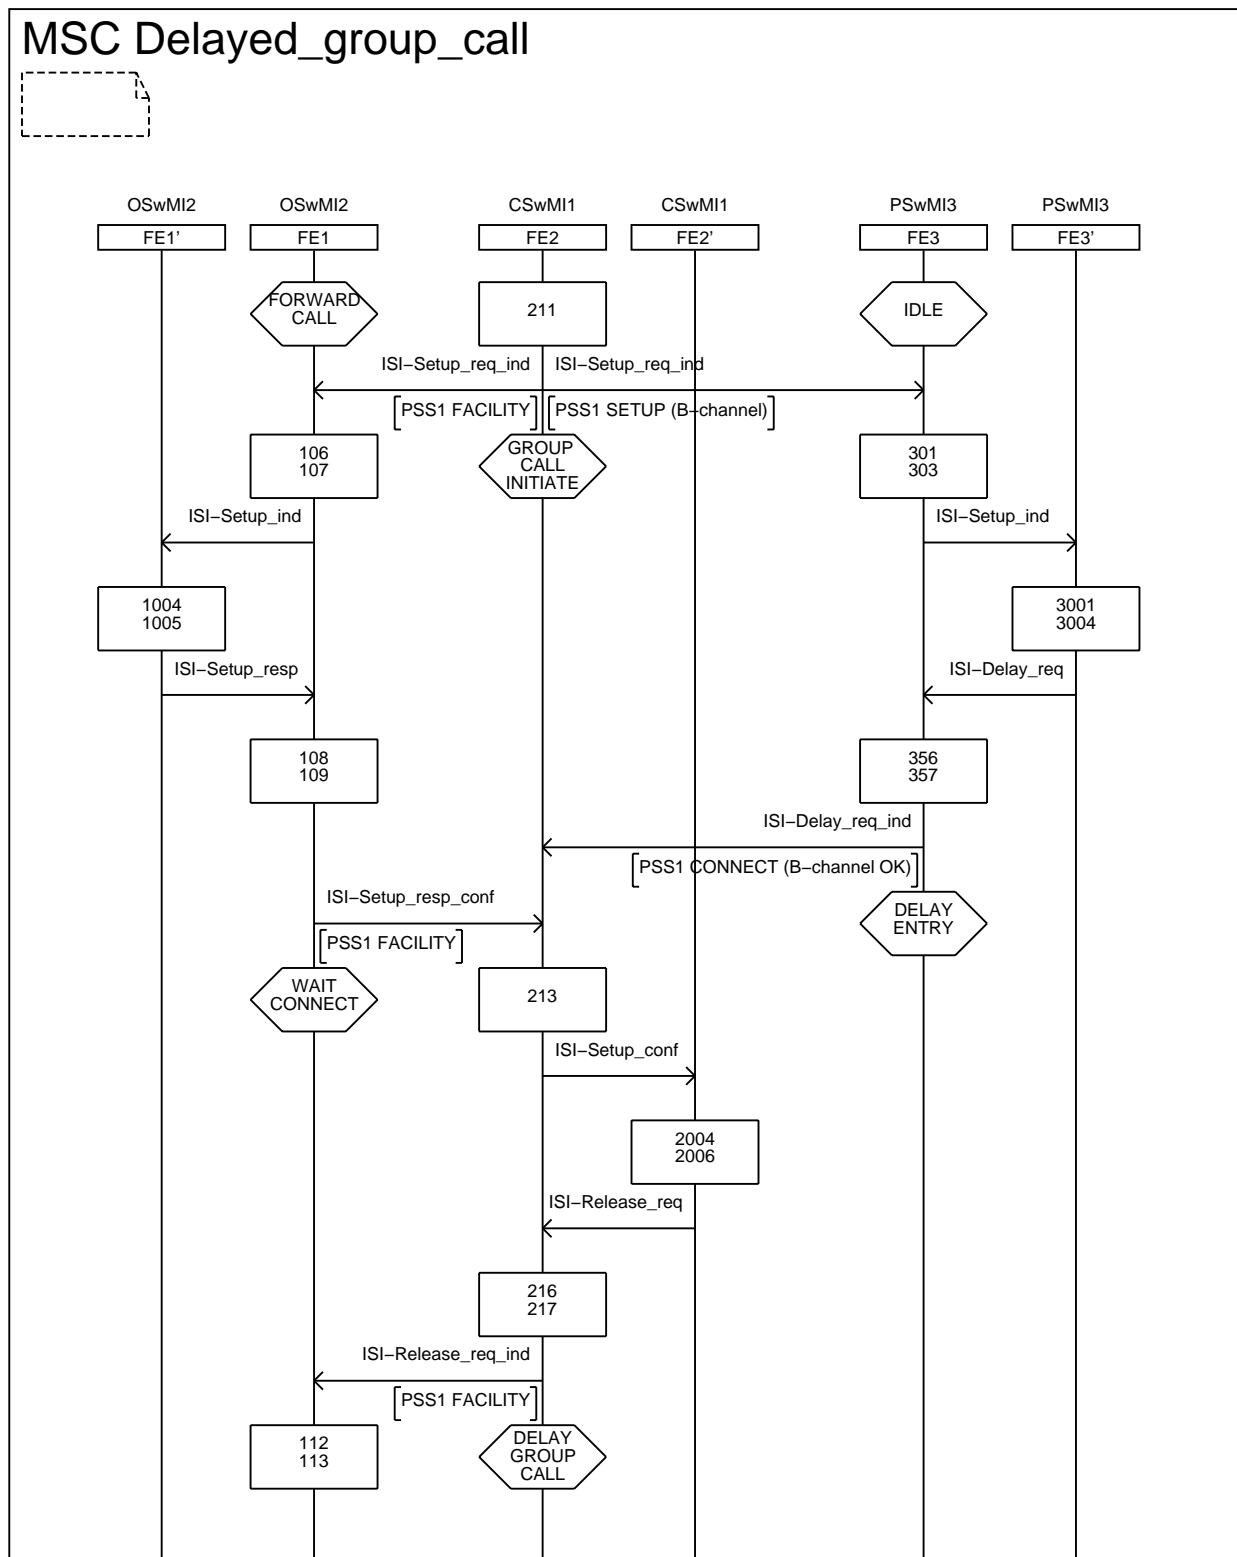 MSC Delayed_group_call
OSwMI2 OSwMI2 CSwMI1 CSwMI1 PSwMI3 PSwMI3
FE1' FE1 FE2 FE2' FE3 FE3'
FORWARD
CALL
211
IDLE
ISI−Setup_req_ind ISI−Setup_req_ind
PSS1 FACILITY PSS1 SETUP (B−channel)
106
107
GROUP
CALL
INITIATE
301
303
ISI−Setup_ind ISI−Setup_ind
1004
1005
3001
3004
ISI−Setup_resp ISI−Delay_req
108
109
356
357
ISI−Delay_req_ind
PSS1 CONNECT (B−channel OK)
ISI−Setup_resp_conf
DELAY
ENTRY
PSS1 FACILITY
WAIT
CONNECT
213
ISI−Setup_conf
2004
2006
ISI−Release_req
216
217
ISI−Release_req_ind
PSS1 FACILITY
112
113
DELAY
GROUP
CALL